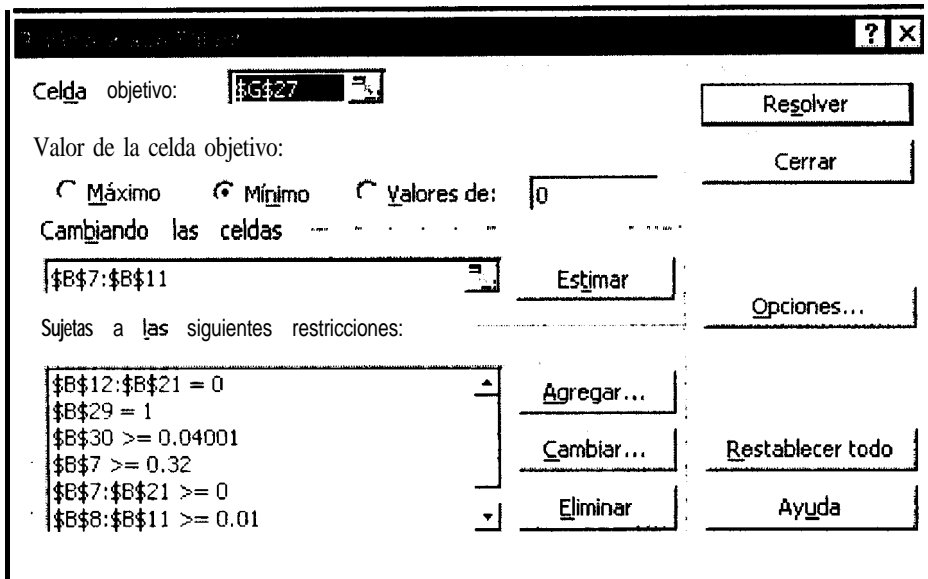 ? X
Celda objetivo: $G$27
Resolver
Valor de la celda objetivo:
Cerrar
Máximo Mínimo Valores de: 0
Cambiando las celdas
$B$7:$B$11
Estimar
Opciones...
Sujetas a las siguientes restricciones:
$B$12:$B$21 = 0
$B$29 = 1
$B$30 >= 0.04001
$B$7 >= 0.32
$B$7:$B$21 >= 0
$B$8:$B$11 >= 0.01
Agregar...
Cambiar...
Restablecer todo
Eliminar
Ayuda